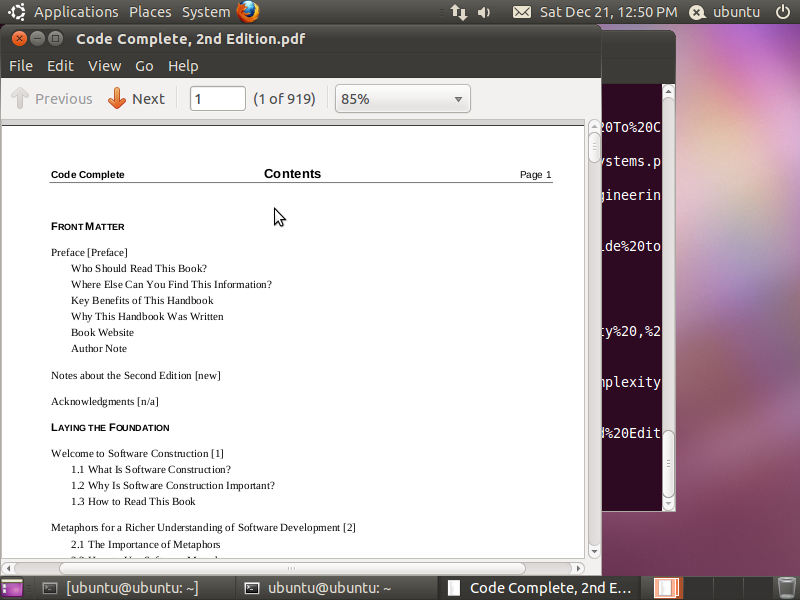 Applications Places System Sat Dec 21, 12:50 PM ubuntu
Code Complete, 2nd Edition.pdf
File Edit View Go Help
Previous Next 1 (1 of 919) 85%
Code Complete Contents Page 1
FRONT MATTER
Preface [Preface]
Who Should Read This Book?
Where Else Can You Find This Information?
Key Benefits of This Handbook
Why This Handbook Was Written
Book Website
Author Note
Notes about the Second Edition [new]
Acknowledgments [n/a]
LAYING THE FOUNDATION
Welcome to Software Construction [1]
1.1 What Is Software Construction?
1.2 Why Is Software Construction Important?
1.3 How to Read This Book
Metaphors for a Richer Understanding of Software Development [2]
2.1 The Importance of Metaphors
20To%20C
ystems.p
gineerin
ide%20to
ty%20,%2
mplexity
d%20Edit
[ubuntu@ubuntu: ~] ubuntu@ubuntu: ~ Code Complete, 2nd E...